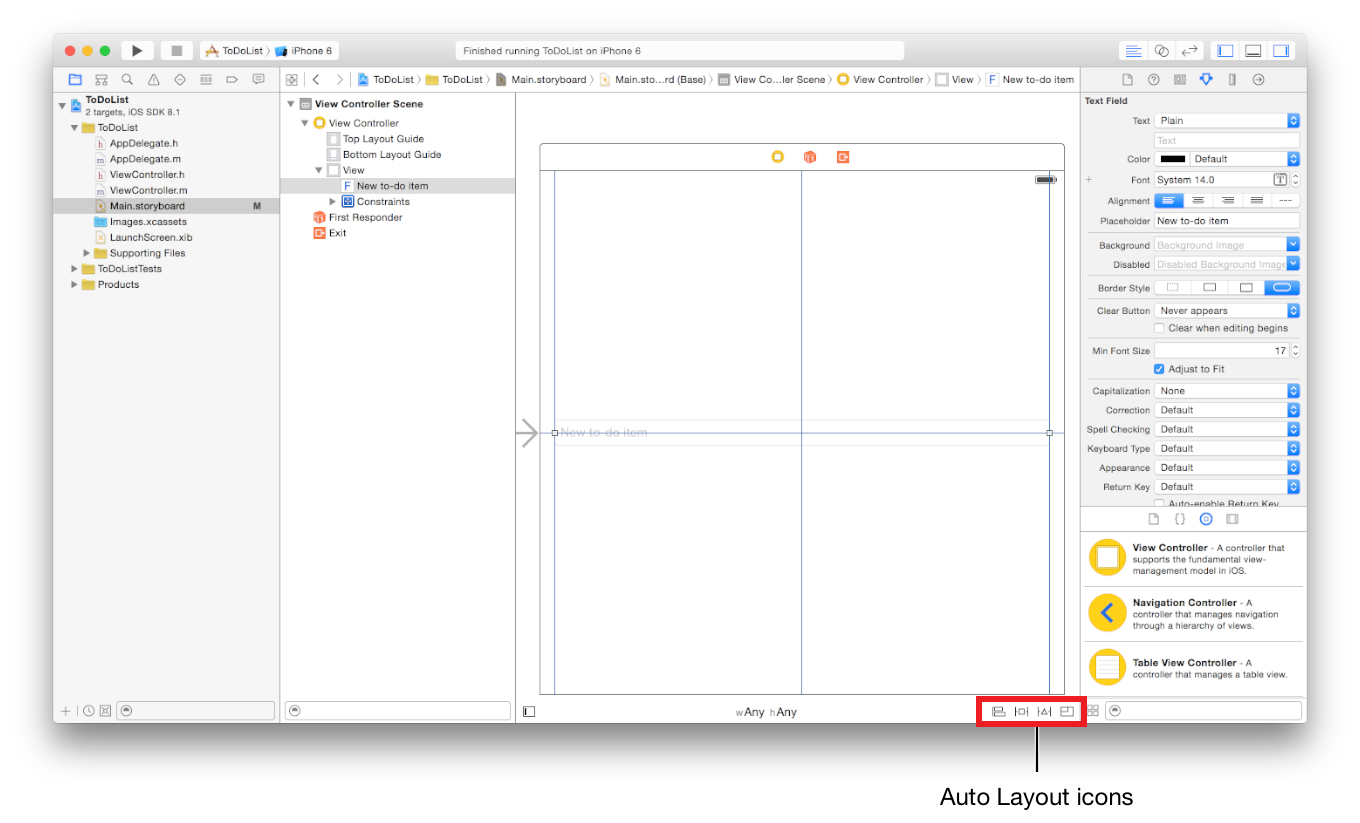 ToDoList
iPhone 6
Finished running ToDoList on iPhone 6
ToDoList
ToDoList
Main.storyboard
Main.sto...rd (Base)
View Co...ler Scene
View Controller
View
F New to-do item
ToDoList
2 targets, iOS SDK 8.1
ToDoList
h AppDelegate.h
m AppDelegate.m
h ViewController.h
m ViewController.m
Main.storyboard M
Images.xcassets
LaunchScreen.xib
Supporting Files
ToDoListTests
Products
View Controller Scene
View Controller
Top Layout Guide
Bottom Layout Guide
View
F New to-do item
Constraints
First Responder
Exit
New to-do item
wAny hAny
Text Field
Text Plain
Text
Color Default
Font System 14.0 T
Alignment
Placeholder New to-do item
Background Background Image
Disabled Disabled Background Image
Border Style
Clear Button Never appears
Clear when editing begins
Min Font Size 17
Adjust to Fit
Capitalization None
Correction Default
Spell Checking Default
Keyboard Type Default
Appearance Default
Return Key Default
Auto-enable Return Key
{}
View Controller - A controller that
supports the fundamental view-
management model in iOS.
Navigation Controller - A
controller that manages navigation
through a hierarchy of views.
Table View Controller - A
controller that manages a table view.
Auto Layout icons